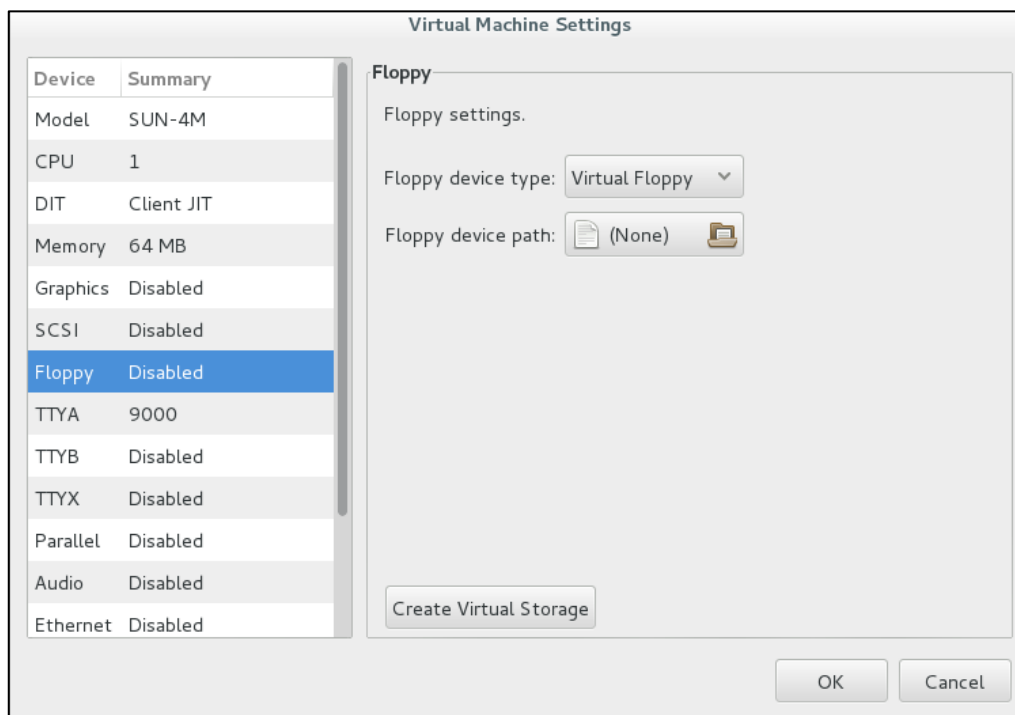 Virtual Machine Settings
Device Summary
Model SUN-4M
CPU 1
DIT Client JIT
Memory 64 MB
Graphics Disabled
SCSI Disabled
Floppy Disabled
TTYA 9000
TTYB Disabled
TTYX Disabled
Parallel Disabled
Audio Disabled
Ethernet Disabled
Floppy
Floppy settings.
Floppy device type: Virtual Floppy
Floppy device path: (None)
Create Virtual Storage
OK Cancel